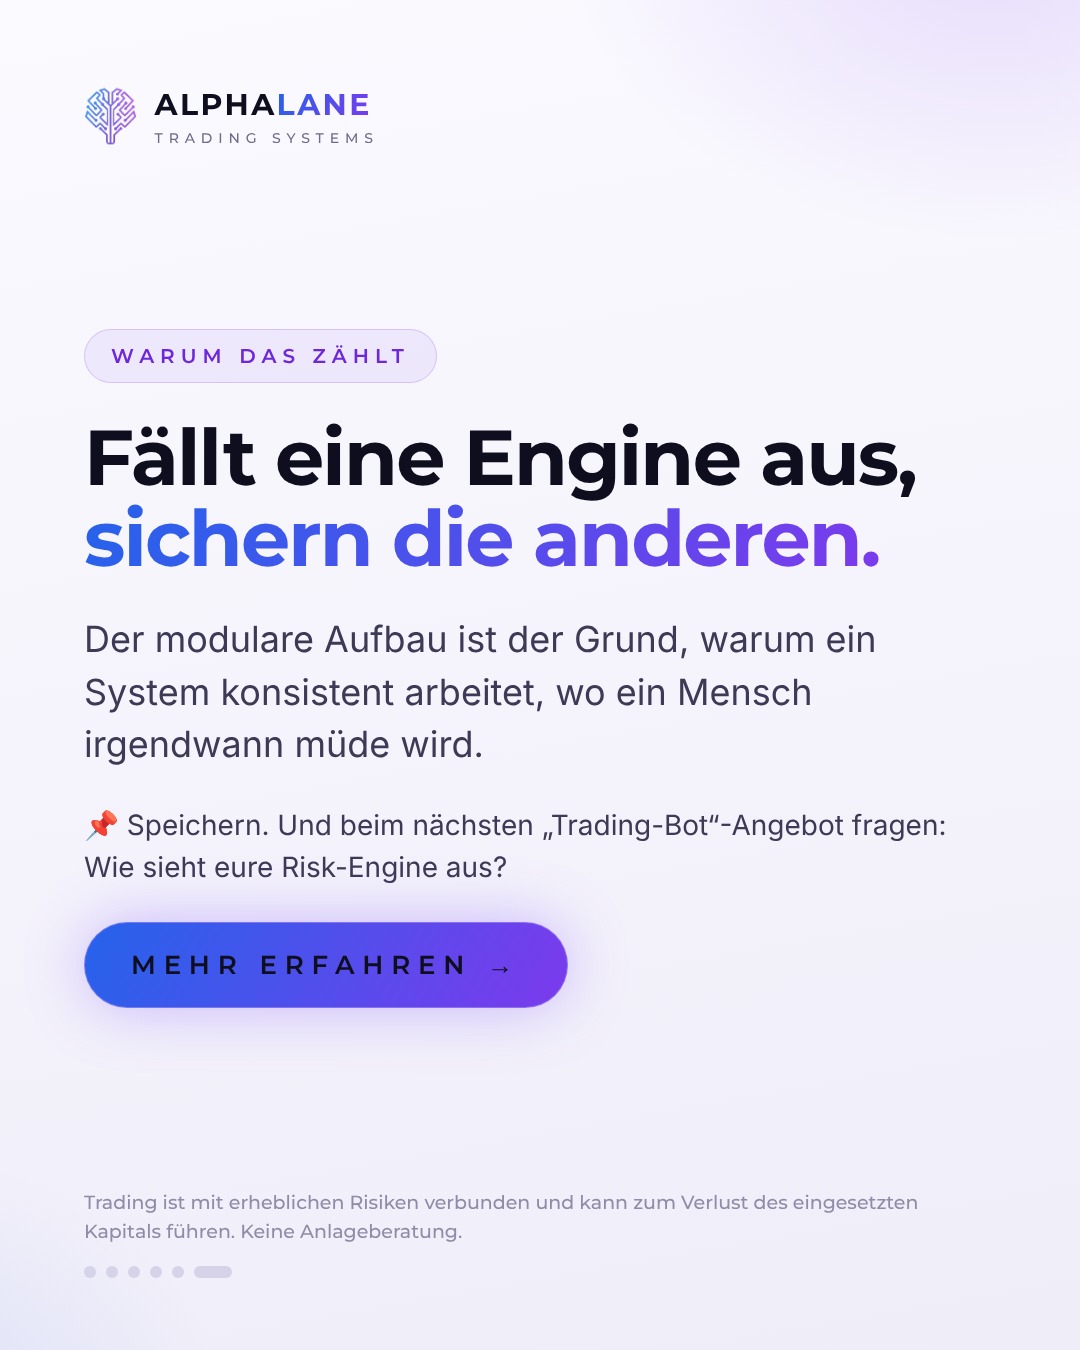 ALPHALANE
TRADING SYSTEMS
WARUM DAS ZÄHLT
Fällt eine Engine aus,
sichern die anderen.
Der modulare Aufbau ist der Grund, warum ein
System konsistent arbeitet, wo ein Mensch
irgendwann müde wird.
📌 Speichern. Und beim nächsten „Trading-Bot“-Angebot fragen:
Wie sieht eure Risk-Engine aus?
MEHR ERFAHREN →
Trading ist mit erheblichen Risiken verbunden und kann zum Verlust des eingesetzten
Kapitals führen. Keine Anlageberatung.